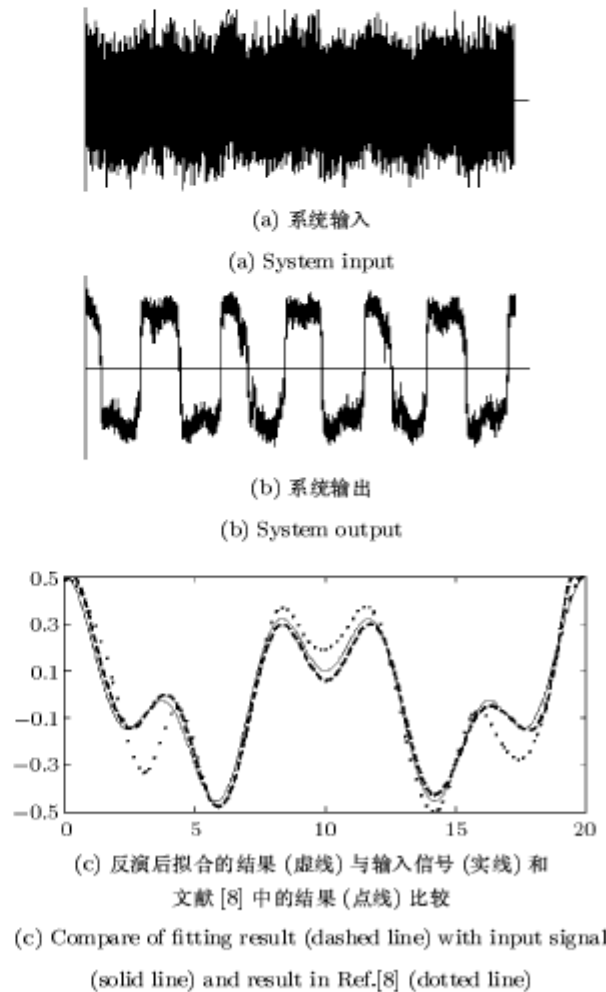 (a) 系统输入
(a) System input
(b) 系统输出
(b) System output
0.5
0.3
0.1
−0.1
−0.3
−0.5
0 5 10 15 20
(c) 反演后拟合的结果 (虚线) 与输入信号 (实线) 和
文献 [8] 中的结果 (点线) 比较
(c) Compare of fitting result (dashed line) with input signal
(solid line) and result in Ref.[8] (dotted line)